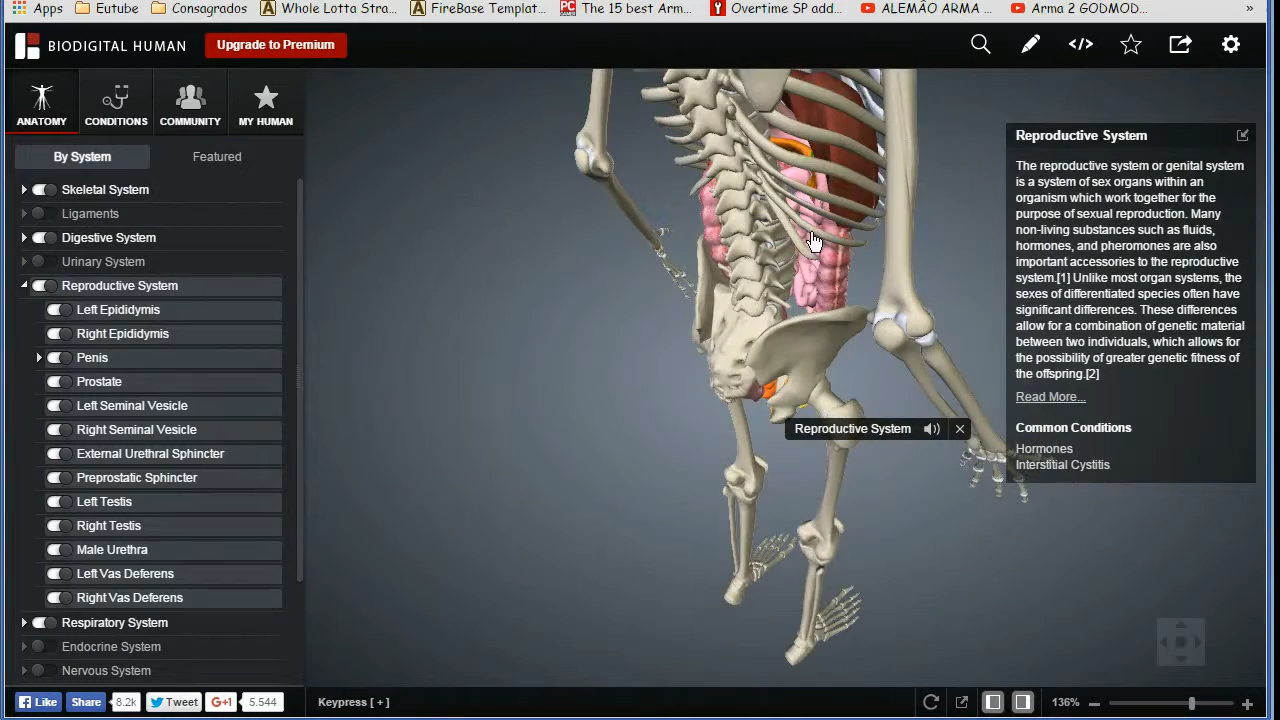 Apps Eutube Consagrados Whole Lotta Stra... FireBase Templat... The 15 best Arm... Overtime SP add... ALEMÃO ARMA ... Arma 2 GODMOD... »
BIODIGITAL HUMAN Upgrade to Premium </>
ANATOMY CONDITIONS COMMUNITY MY HUMAN
By System Featured
Skeletal System
Ligaments
Digestive System
Urinary System
Reproductive System
Left Epididymis
Right Epididymis
Penis
Prostate
Left Seminal Vesicle
Right Seminal Vesicle
External Urethral Sphincter
Preprostatic Sphincter
Left Testis
Right Testis
Male Urethra
Left Vas Deferens
Right Vas Deferens
Respiratory System
Endocrine System
Nervous System
Reproductive System
Reproductive System
The reproductive system or genital system
is a system of sex organs within an
organism which work together for the
purpose of sexual reproduction. Many
non-living substances such as fluids,
hormones, and pheromones are also
important accessories to the reproductive
system.[1] Unlike most organ systems, the
sexes of differentiated species often have
significant differences. These differences
allow for a combination of genetic material
between two individuals, which allows for
the possibility of greater genetic fitness of
the offspring.[2]
Read More...
Common Conditions
Hormones
Interstitial Cystitis
Like Share 8.2k Tweet G+1 5.544 Keypress [ + ] 136%